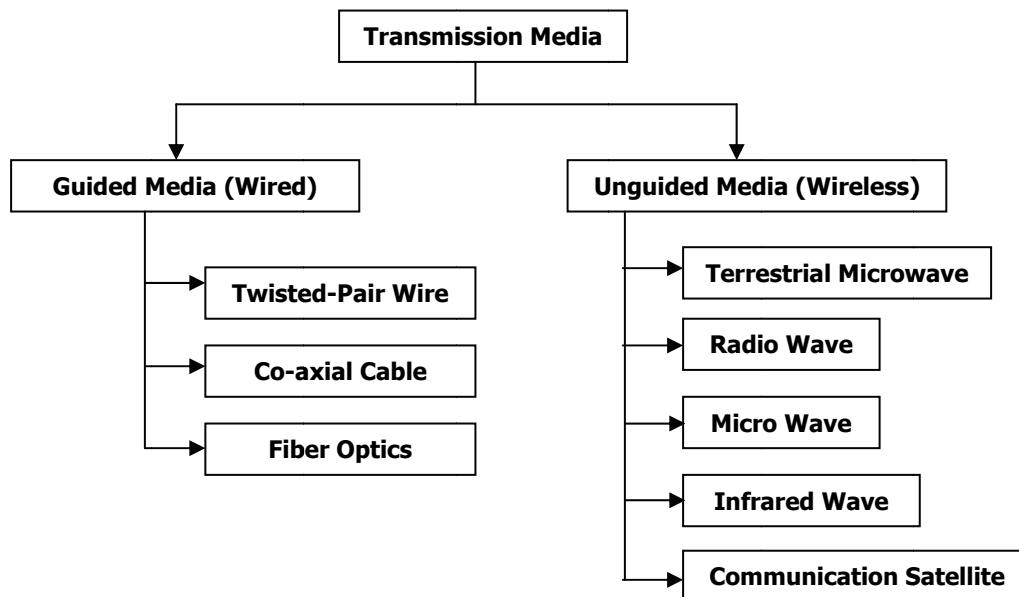 Transmission Media
Guided Media (Wired)
Unguided Media (Wireless)
Twisted-Pair Wire
Co-axial Cable
Fiber Optics
Terrestrial Microwave
Radio Wave
Micro Wave
Infrared Wave
Communication Satellite